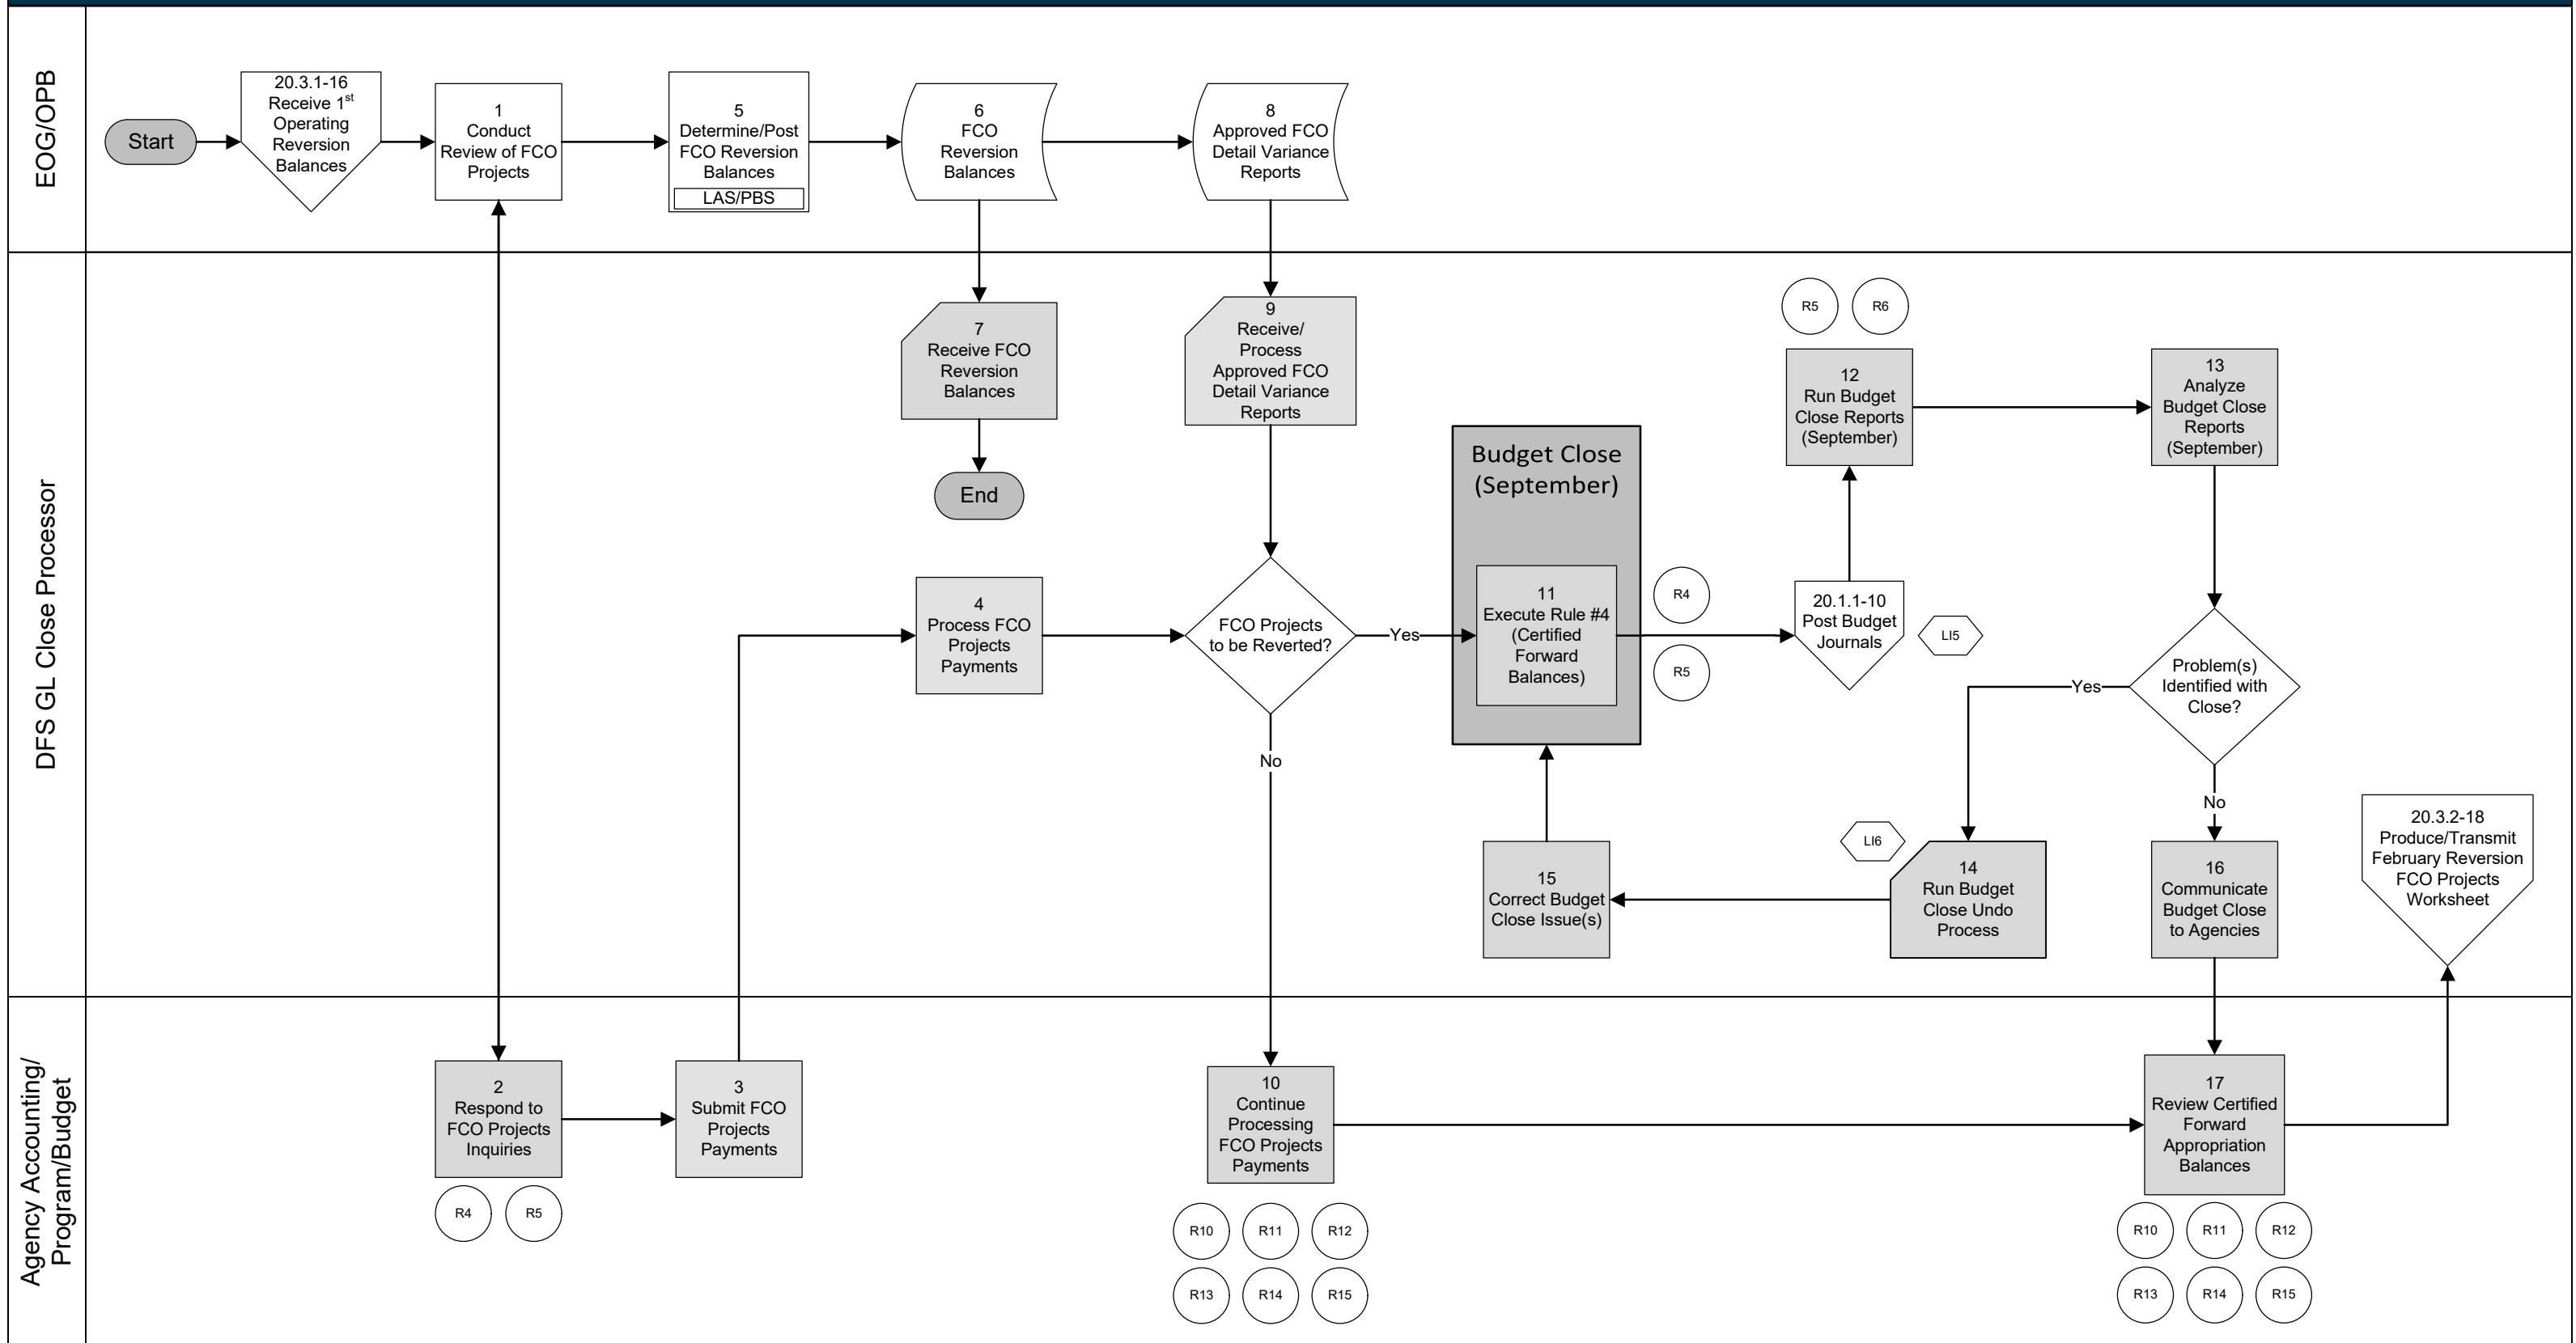 EOG/OPB
Start
20.3.1-16
Receive 1st
Operating
Reversion
Balances
1
Conduct
Review of FCO
Projects
5
Determine/Post
FCO Reversion
Balances
LAS/PBS
6
FCO
Reversion
Balances
8
Approved FCO
Detail Variance
Reports
DFS GL Close Processor
7
Receive FCO
Reversion
Balances
End
9
Receive/
Process
Approved FCO
Detail Variance
Reports
4
Process FCO
Projects
Payments
FCO Projects
to be Reverted?
Yes
No
Budget Close
(September)
11
Execute Rule #4
(Certified
Forward
Balances)
R4
R5
20.1.1-10
Post Budget
Journals
LI5
R5
R6
12
Run Budget
Close Reports
(September)
13
Analyze
Budget Close
Reports
(September)
Problem(s)
Identified with
Close?
Yes
No
LI6
14
Run Budget
Close Undo
Process
15
Correct Budget
Close Issue(s)
16
Communicate
Budget Close
to Agencies
20.3.2-18
Produce/Transmit
February Reversion
FCO Projects
Worksheet
Agency Accounting/
Program/Budget
2
Respond to
FCO Projects
Inquiries
R4
R5
3
Submit FCO
Projects
Payments
10
Continue
Processing
FCO Projects
Payments
R10
R11
R12
R13
R14
R15
17
Review Certified
Forward
Appropriation
Balances
R10
R11
R12
R13
R14
R15